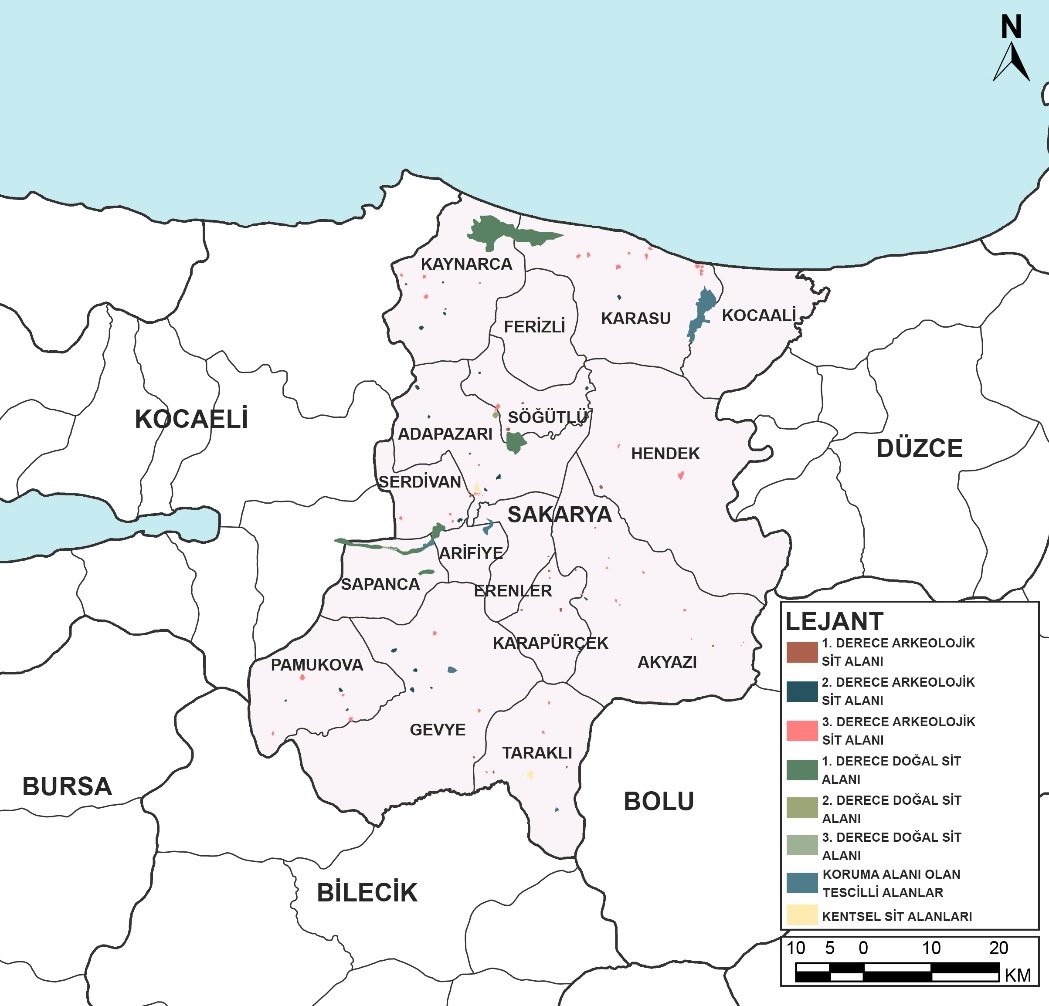 N
KAYNARCA
FERİZLİ
KARASU
KOCAALİ
KOCAELİ
SÖĞÜTLÜ
ADAPAZARI
HENDEK
DÜZCE
SERDİVAN
SAKARYA
ARİFİYE
SAPANCA
ERENLER
KARAPÜRÇEK
PAMUKOVA
AKYAZI
GEVYE
TARAKLI
BURSA
BOLU
BİLECİK
LEJANT
1. DERECE ARKEOLOJİK
SİT ALANI
2. DERECE ARKEOLOJİK
SİT ALANI
3. DERECE ARKEOLOJİK
SİT ALANI
1. DERECE DOĞAL SİT
ALANI
2. DERECE DOĞAL SİT
ALANI
3. DERECE DOĞAL SİT
ALANI
KORUMA ALANI OLAN
TESCİLLİ ALANLAR
KENTSEL SİT ALANLARI
10 5 0 10 20
KM